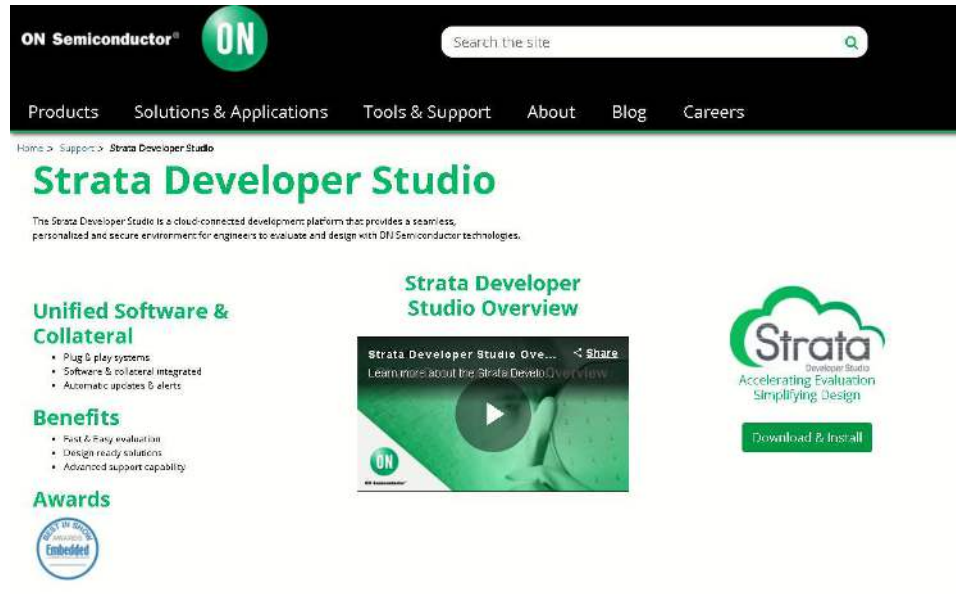 ON Semiconductor®
ON
Search the site
Products
Solutions & Applications
Tools & Support
About
Blog
Careers
Home > Support > Strata Developer Studio
Strata Developer Studio
The Strata Developer Studio is a cloud-connected development platform that provides a seamless,
personalized and secure environment for engineers to evaluate and design with ON Semiconductor technologies.
Unified Software &
Collateral
• Plug & play systems
• Software & collateral integrated
• Automatic updates & alerts
Benefits
• Fast & Easy evaluation
• Design ready solutions
• Advanced support capability
Awards
BEST IN SHOW
AWARDS
Embedded
Strata Developer
Studio Overview
Strata Developer Studio Ove...
Share
Learn more about the Strata Develo
Overview
ON
ON Semiconductor®
Strata
Developer Studio
Accelerating Evaluation
Simplifying Design
Download & Install